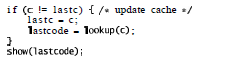 if (c != lastc) { /* update cache */
lastc = c;
lastcode = lookup(c);
}
show(lastcode);